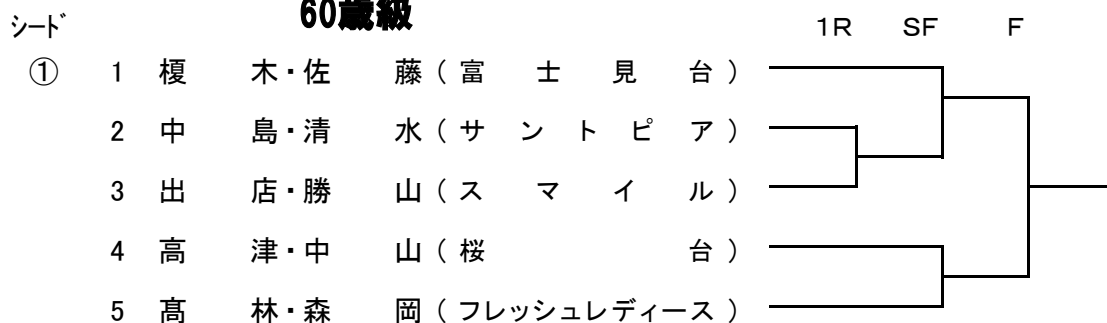 60歳級
シード 1R SF F
① 1 榎木・佐藤(富士見台)
2 中島・清水(サントピア)
3 出店・勝山(スマイル)
4 高津・中山(桜台)
5 髙林・森岡(フレッシュレディース)